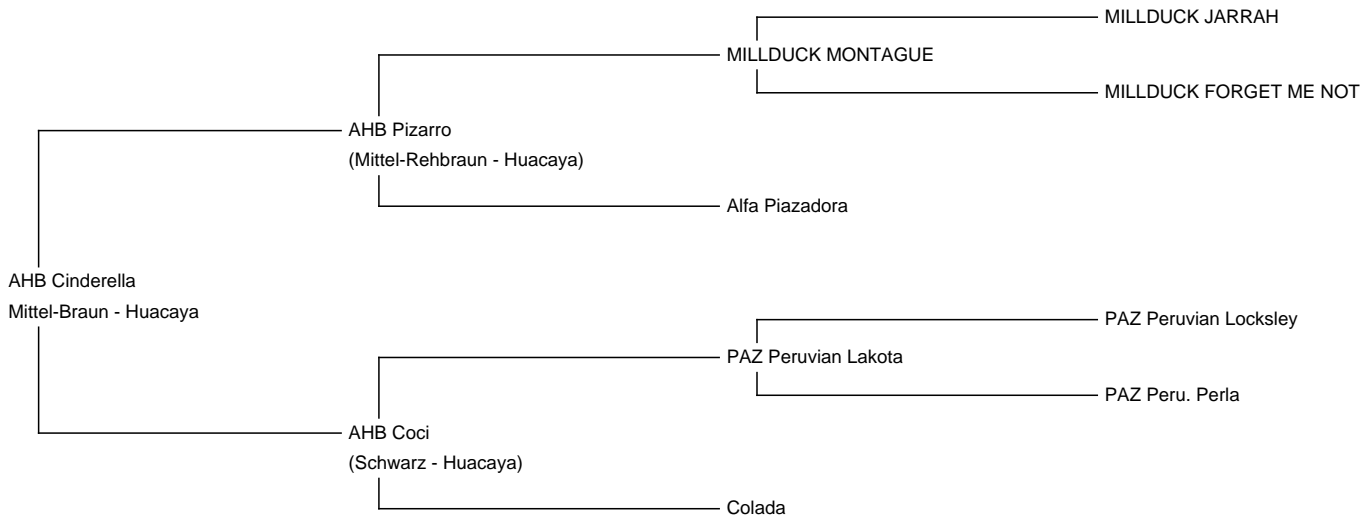 MILLDUCK JARRAH
MILLDUCK MONTAGUE
MILLDUCK FORGET ME NOT
AHB Pizarro
(Mittel-Rehbraun - Huacaya)
Alfa Piazadora
AHB Cinderella
Mittel-Braun - Huacaya
PAZ Peruvian Locksley
PAZ Peruvian Lakota
PAZ Peru. Perla
AHB Coci
(Schwarz - Huacaya)
Colada